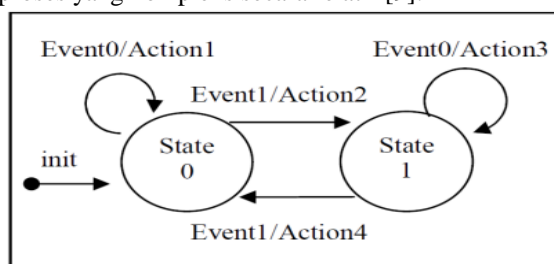 Event0/Action1
Event0/Action3
Event1/Action2
State
0
State
1
init
Event1/Action4